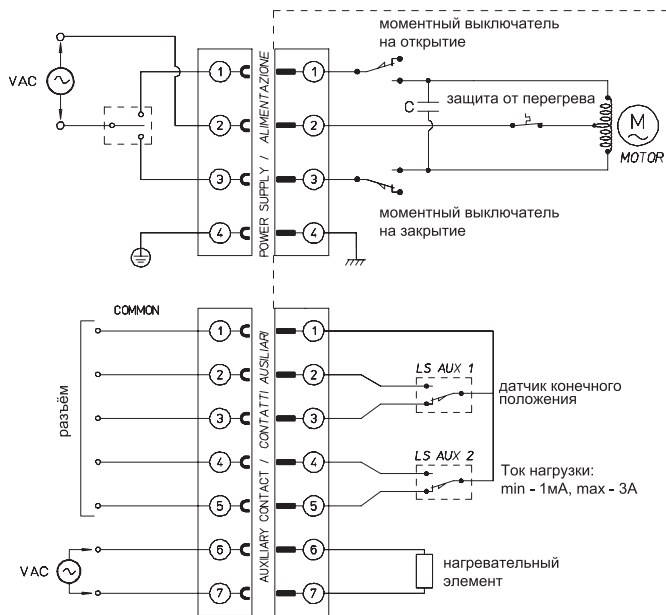 моментный выключатель
на открытие
VAC
1
2
3
4
POWER SUPPLY / ALIMENTAZIONE
1
2
3
4
C
защита от перегрева
M
MOTOR
моментный выключатель
на закрытие
COMMON
разъём
1
2
3
4
5
6
7
AUXILIARY CONTACT / CONTATTI AUSILIARI
1
2
3
4
5
6
7
LS AUX 1
датчик конечного
положения
LS AUX 2
Ток нагрузки:
min - 1мА, max - 3А
VAC
нагревательный
элемент